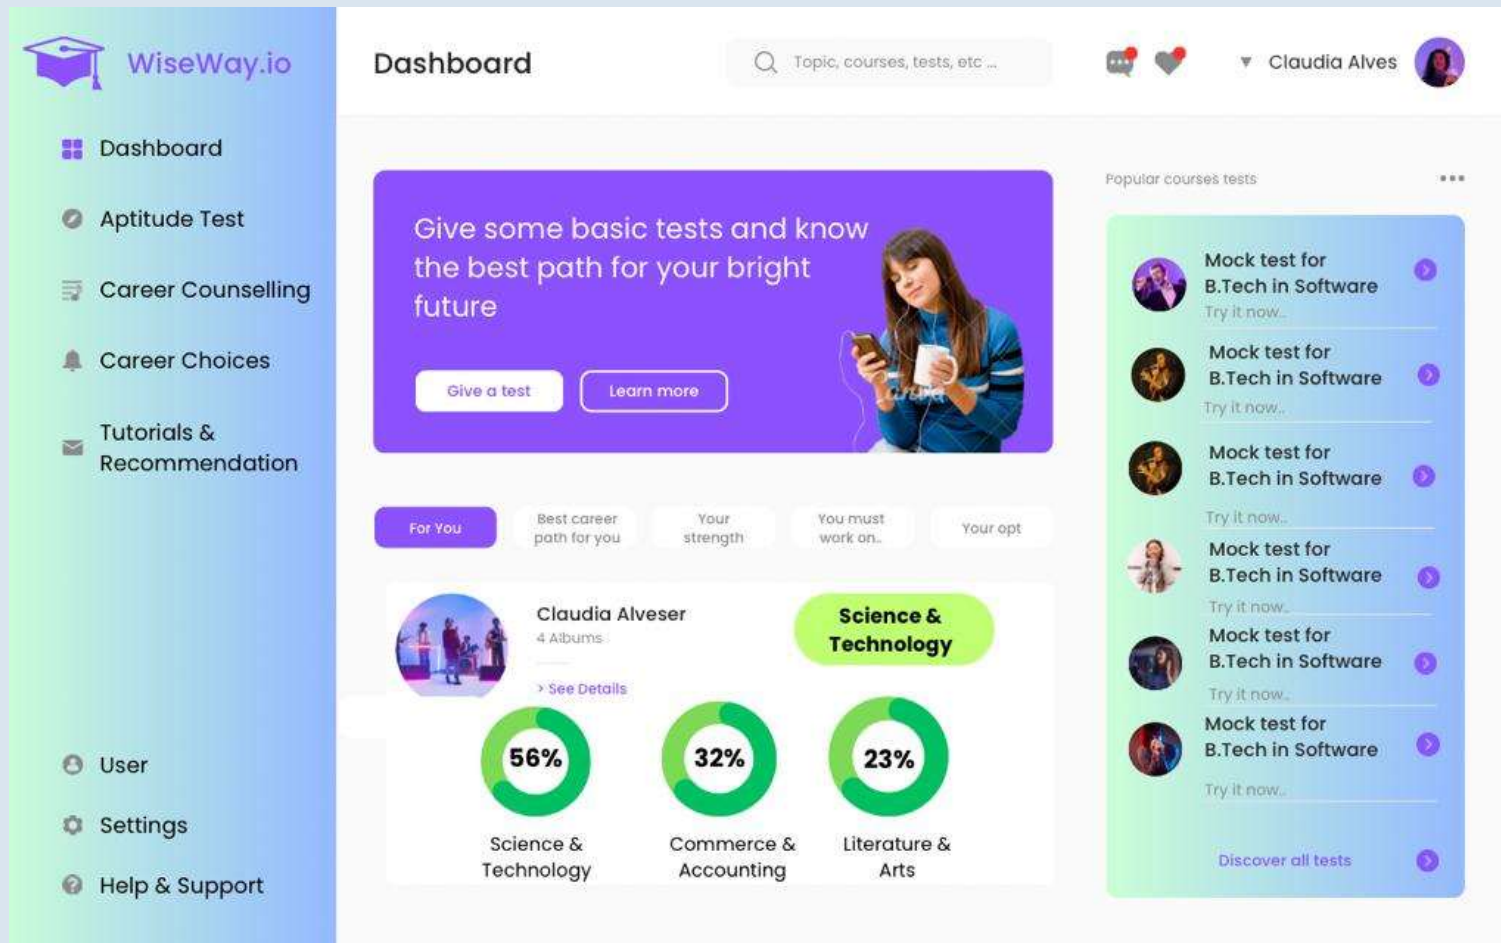 WiseWay.io
Dashboard
Aptitude Test
Career Counselling
Career Choices
Tutorials &
Recommendation
User
Settings
Help & Support
Dashboard
Topic, courses, tests, etc ...
Claudia Alves
Give some basic tests and know
the best path for your bright
future
Give a test
Learn more
For You
Best career
path for you
Your
strength
You must
work on..
Your opt
Claudia Alveser
4 Albums
> See Details
Science &
Technology
56%
32%
23%
Science &
Technology
Commerce &
Accounting
Literature &
Arts
Popular courses tests
Mock test for
B.Tech in Software
Try it now..
Mock test for
B.Tech in Software
Try it now..
Mock test for
B.Tech in Software
Try it now..
Mock test for
B.Tech in Software
Try it now..
Mock test for
B.Tech in Software
Try it now..
Mock test for
B.Tech in Software
Try it now..
Discover all tests